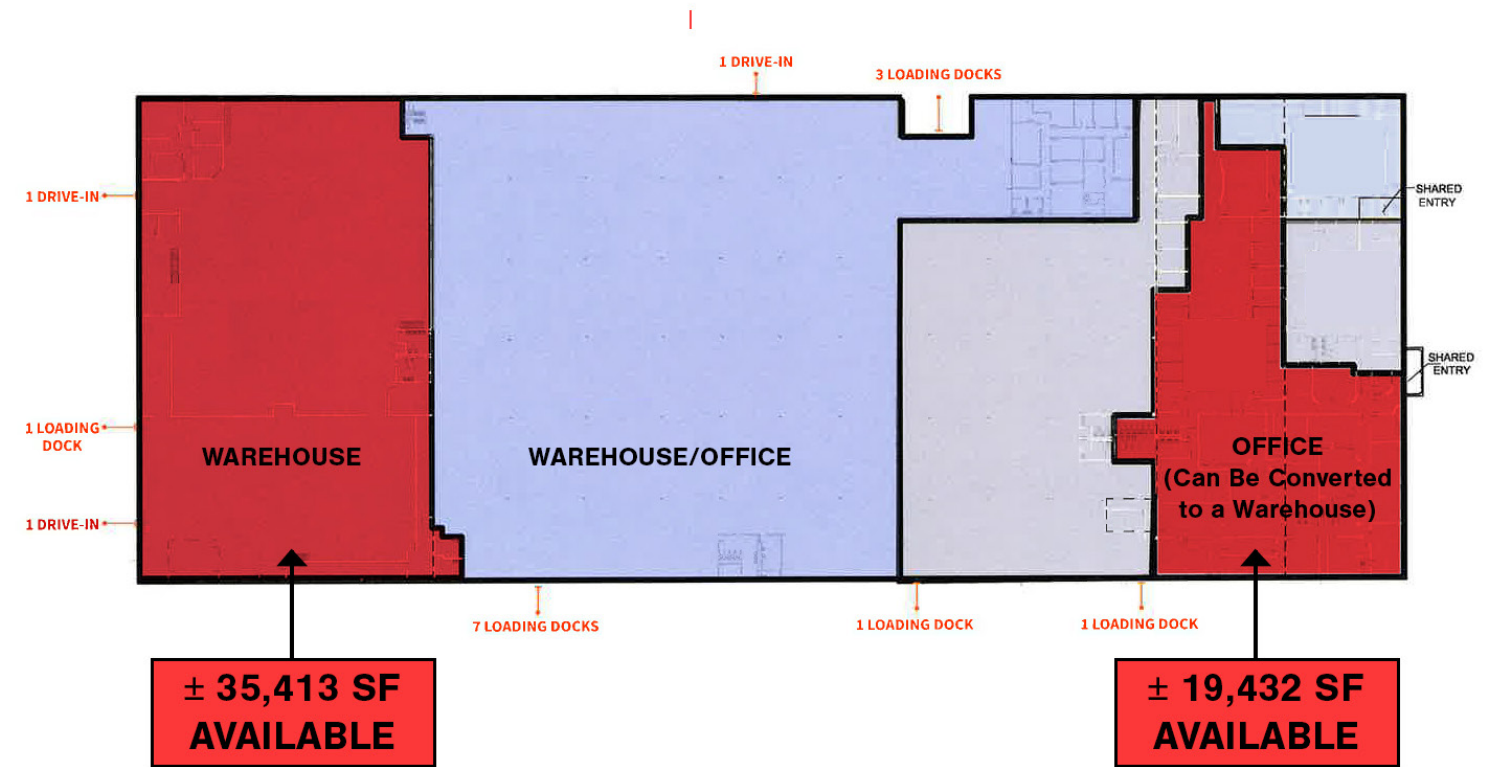 1 DRIVE-IN
3 LOADING DOCKS
1 DRIVE-IN
SHARED
ENTRY
SHARED
ENTRY
1 LOADING
DOCK
WAREHOUSE
WAREHOUSE/OFFICE
OFFICE
(Can Be Converted
to a Warehouse)
1 DRIVE-IN
7 LOADING DOCKS
1 LOADING DOCK
1 LOADING DOCK
± 35,413 SF
AVAILABLE
± 19,432 SF
AVAILABLE